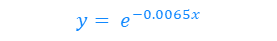 y = e^{-0.0065x}